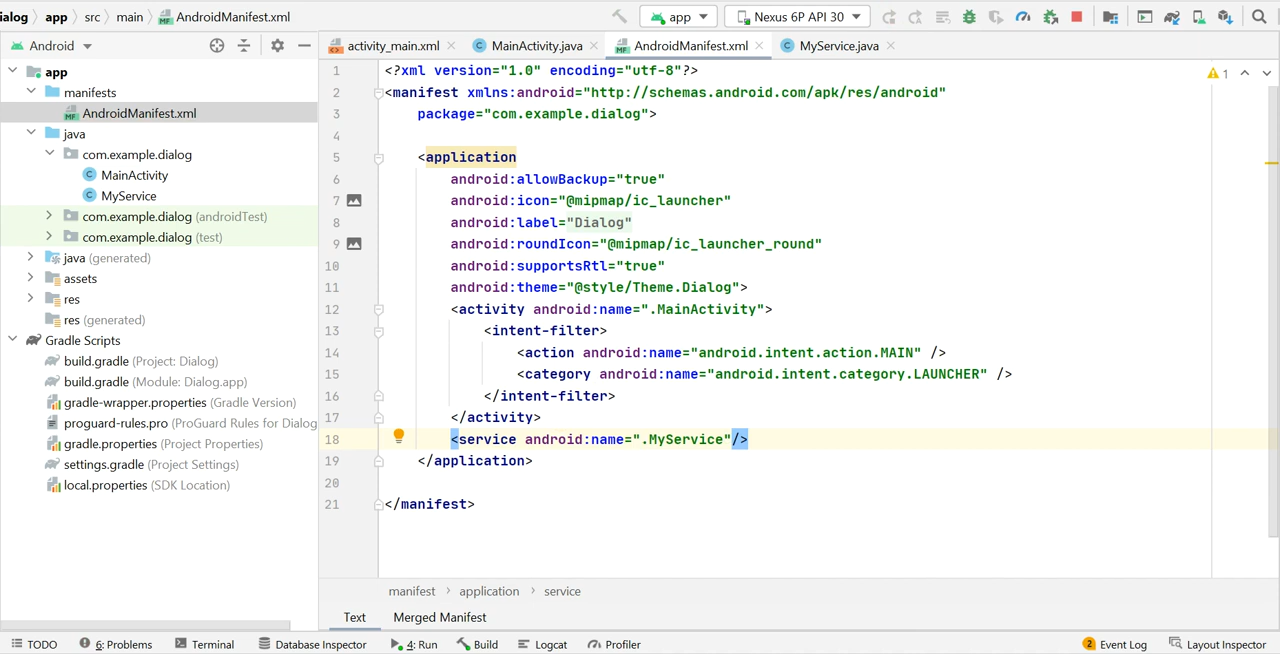 ialog app src main AndroidManifest.xml app Nexus 6P API 30
Android activity_main.xml MainActivity.java AndroidManifest.xml MyService.java
app
manifests
AndroidManifest.xml
java
com.example.dialog
MainActivity
MyService
com.example.dialog (androidTest)
com.example.dialog (test)
java (generated)
assets
res
res (generated)
Gradle Scripts
build.gradle (Project: Dialog)
build.gradle (Module: Dialog.app)
gradle-wrapper.properties (Gradle Version)
proguard-rules.pro (ProGuard Rules for Dialog
gradle.properties (Project Properties)
settings.gradle (Project Settings)
local.properties (SDK Location)
1 <?xml version="1.0" encoding="utf-8"?> 1
2 <manifest xmlns:android="http://schemas.android.com/apk/res/android"
3 package="com.example.dialog">
4
5 <application
6 android:allowBackup="true"
7 android:icon="@mipmap/ic_launcher"
8 android:label="Dialog"
9 android:roundIcon="@mipmap/ic_launcher_round"
10 android:supportsRtl="true"
11 android:theme="@style/Theme.Dialog">
12 <activity android:name=".MainActivity">
13 <intent-filter>
14 <action android:name="android.intent.action.MAIN" />
15 <category android:name="android.intent.category.LAUNCHER" />
16 </intent-filter>
17 </activity>
18 <service android:name=".MyService"/>
19 </application>
20
21 </manifest>
manifest application service
Text Merged Manifest
TODO 6: Problems Terminal Database Inspector 4: Run Build Logcat Profiler 2 Event Log Layout Inspector